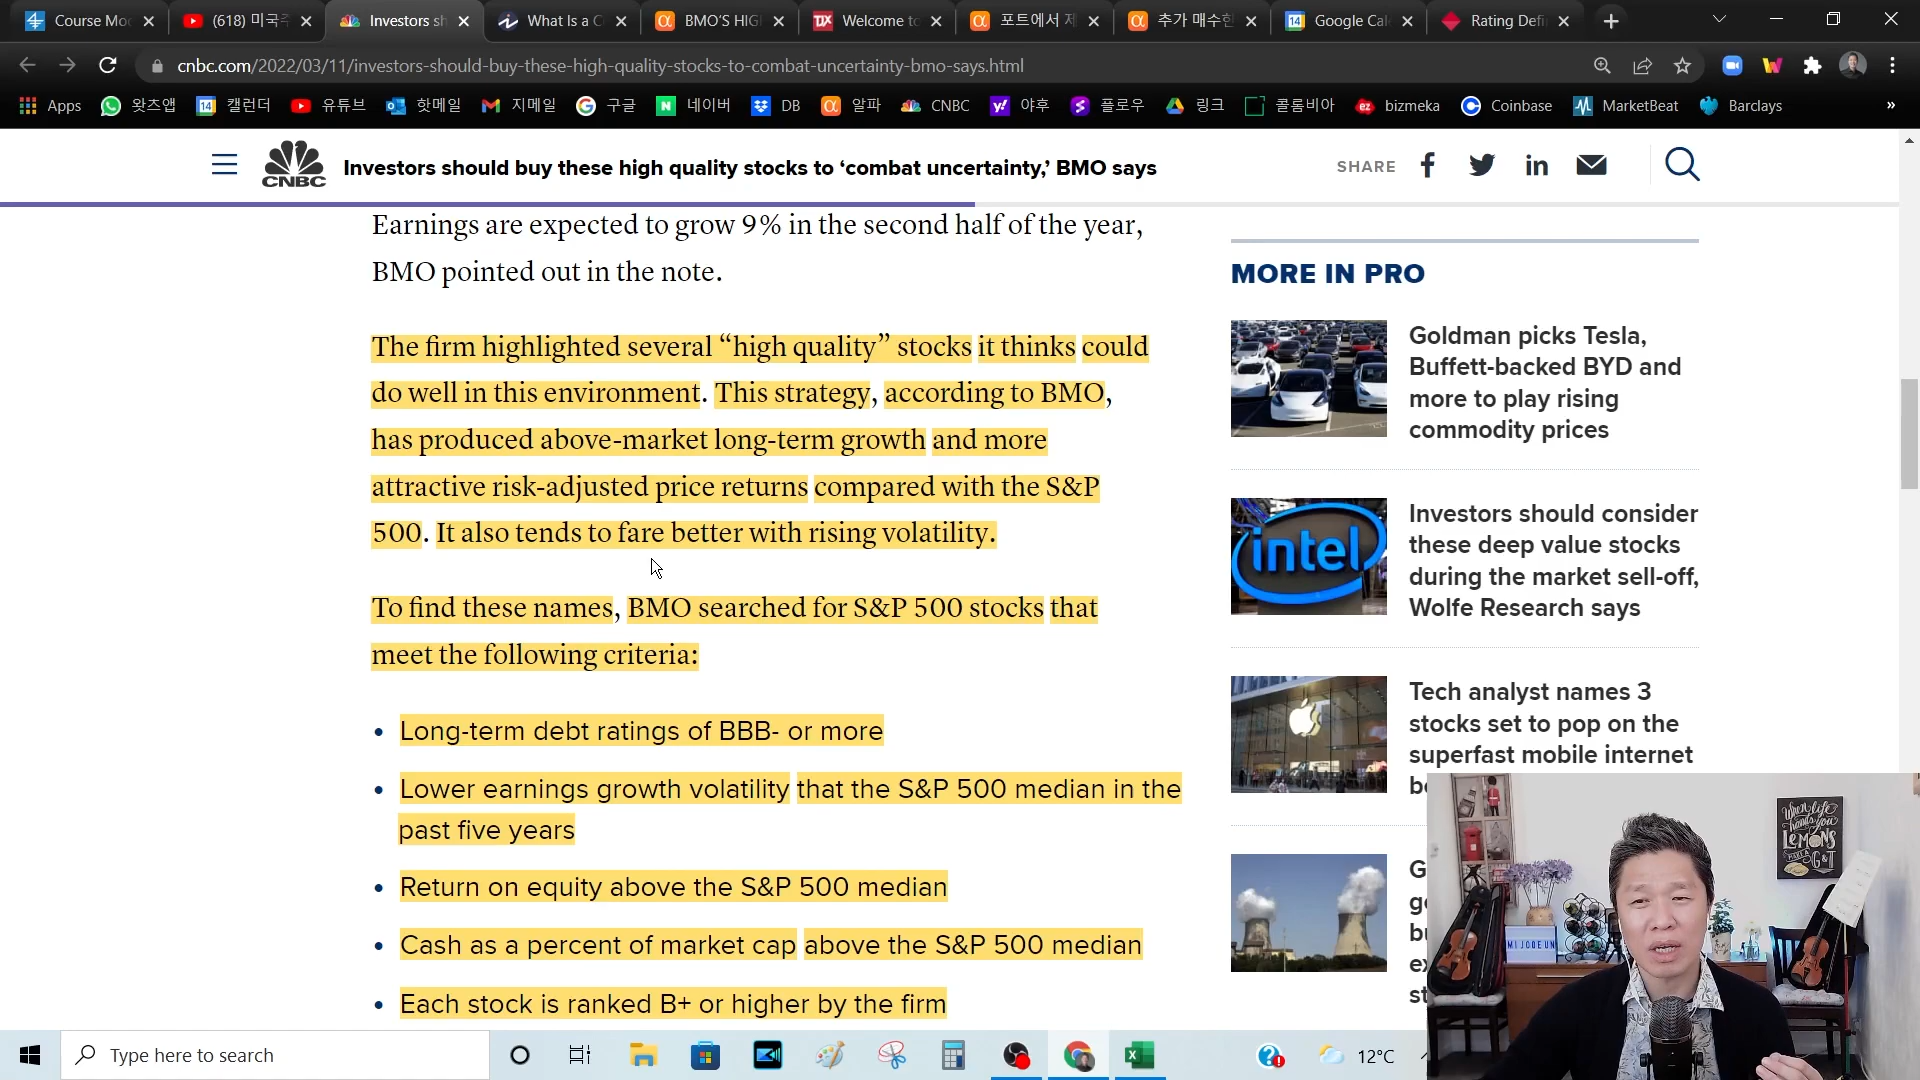 Course Mo
(618) 미국주
Investors sh
What Is a C
BMO'S HIG
Welcome to
포트에서 제
추가 매수한
Google Cal
Rating Defi
cnbc.com/2022/03/11/investors-should-buy-these-high-quality-stocks-to-combat-uncertainty-bmo-says.html
Apps
왓츠앱
캘린더
유튜브
핫메일
지메일
구글
네이버
DB
알파
CNBC
야후
플로우
링크
콜롬비아
bizmeka
Coinbase
MarketBeat
Barclays
»
CNBC
Investors should buy these high quality stocks to ‘combat uncertainty,’ BMO says
SHARE
Earnings are expected to grow 9% in the second half of the year,
BMO pointed out in the note.
The firm highlighted several “high quality” stocks it thinks could
do well in this environment. This strategy, according to BMO,
has produced above-market long-term growth and more
attractive risk-adjusted price returns compared with the S&P
500. It also tends to fare better with rising volatility.
To find these names, BMO searched for S&P 500 stocks that
meet the following criteria:
• Long-term debt ratings of BBB- or more
• Lower earnings growth volatility that the S&P 500 median in the
past five years
• Return on equity above the S&P 500 median
• Cash as a percent of market cap above the S&P 500 median
• Each stock is ranked B+ or higher by the firm
MORE IN PRO
Goldman picks Tesla,
Buffett-backed BYD and
more to play rising
commodity prices
intel
Investors should consider
these deep value stocks
during the market sell-off,
Wolfe Research says
Tech analyst names 3
stocks set to pop on the
superfast mobile internet
When life
hands you
LEMONS
MAKE A
G&T
MIJOOEUN
Type here to search
12°C